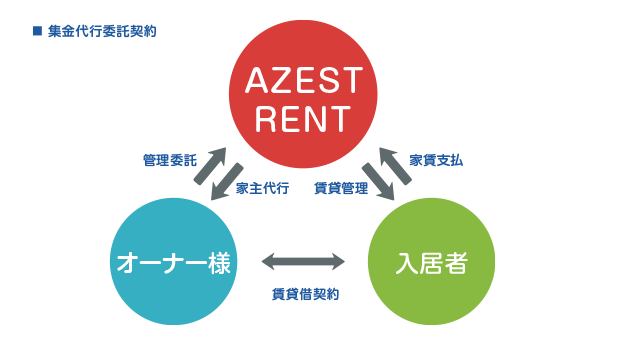 ■ 集金代行委託契約
AZEST
RENT
管理委託
家賃支払
家主代行
賃貸管理
オーナー様
入居者
賃貸借契約